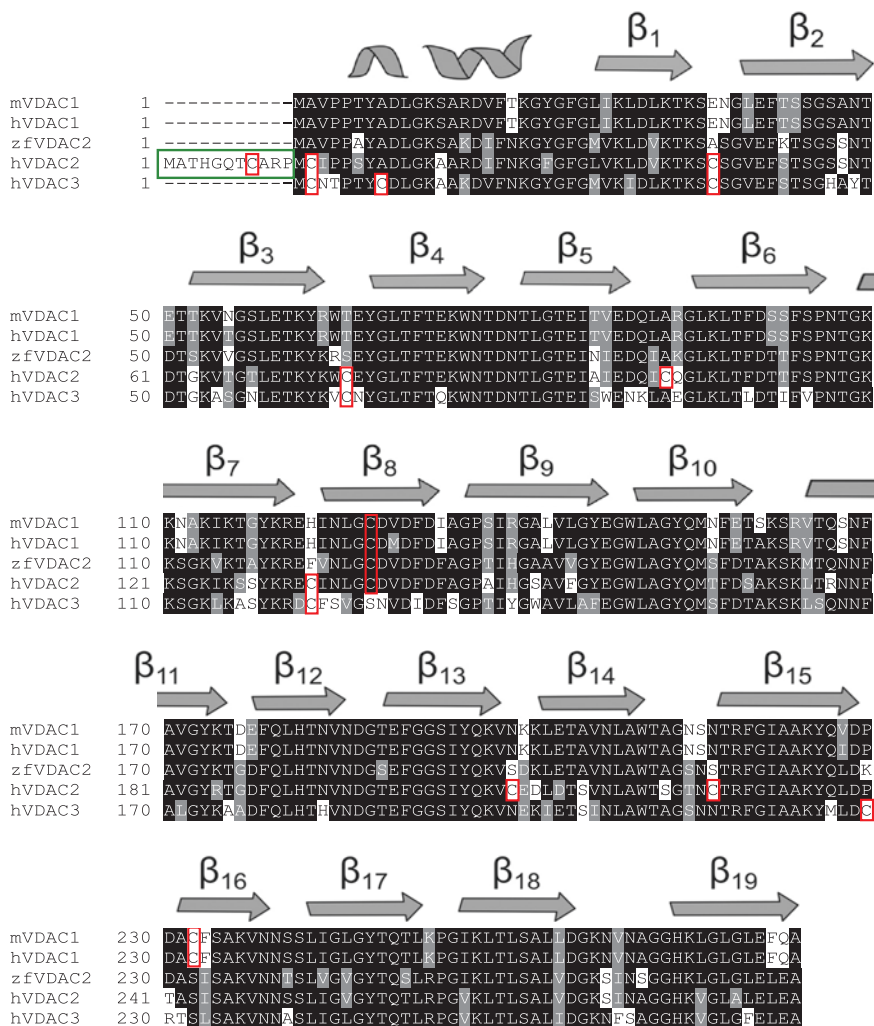 β1 β2
mVDAC1 1 -----------MAVPPTYADLGKSARDVFTKGYGFGLIKLDLKTKSENGLEFTSSGSANT
hVDAC1 1 -----------MAVPPTYADLGKSARDVFTKGYGFGLIKLDLKTKSENGLEFTSSGSANT
zfVDAC2 1 -----------MAVPPAYADLGKSAKDIFNKGYGFGMVKLDVKTKSASGVEFKTSGSSNT
hVDAC2 1 MATHGQTCARPMCIPPSYADLGKAARDIFNKGFGFGLVKLDVKTKSCSGVEFSTSGSSNT
hVDAC3 1 -----------MCNTPTYCDLGKAAKDVFNKGYGFGMVKIDLKTKSCSGVEFSTSGHAYT
β3 β4 β5 β6
mVDAC1 50 ETTKVNGSLETKYRWTEYGLTFTEKWNTDNTLGTEITVEDQLARGLKLTFDSSFSPNTGK
hVDAC1 50 ETTKVTGSLETKYRWTEYGLTFTEKWNTDNTLGTEITVEDQLARGLKLTFDSSFSPNTGK
zfVDAC2 50 DTSKVVGSLETKYKRSEYGLTFTEKWNTDNTLGTEINIEDQIAKGLKLTFDTTFSPNTGK
hVDAC2 61 DTGKVTGTLETKYKWCEYGLTFTEKWNTDNTLGTEIAIEDQICQGLKLTFDTTFSPNTGK
hVDAC3 50 DTGKASGNLETKYKVCNYGLTFTQKWNTDNTLGTEISWENKLAEGLKLTLDTIFVPNTGK
β7 β8 β9 β10
mVDAC1 110 KNAKIKTGYKREHINLGCDVDFDIAGPSIRGALVLGYEGWLAGYQMNFETSKSRVTQSNF
hVDAC1 110 KNAKIKTGYKREHINLGCDMDFDIAGPSIRGALVLGYEGWLAGYQMNFETAKSRVTQSNF
zfVDAC2 110 KSGKVKTAYKREFVNLGCDVDFDFAGPTIHGAAVVGYEGWLAGYQMSFDTAKSKMTQNNF
hVDAC2 121 KSGKIKSSYKRECINLGCDVDFDFAGPAIHGSAVFGYEGWLAGYQMTFDSAKSKLTRNNF
hVDAC3 110 KSGKLKASYKRDCFSVGSNVDIDFSGPTIYGWAVLAFEGWLAGYQMSFDTAKSKLSQNNF
β11 β12 β13 β14 β15
mVDAC1 170 AVGYKTDEFQLHTNVNDGTEFGGSIYQKVNKKLETAVNLAWTAGNSNTRFGIAAKYQVDP
hVDAC1 170 AVGYKTDEFQLHTNVNDGTEFGGSIYQKVNKKLETAVNLAWTAGNSNTRFGIAAKYQIDP
zfVDAC2 170 AVGYKTGDFQLHTNVNDGSEFGGSIYQKVSDKLETAVNLAWTAGSNSTRFGIAAKYQLDK
hVDAC2 181 AVGYRTGDFQLHTNVNDGTEFGGSIYQKVCEDLDTSVNLAWTSGTNCTRFGIAAKYQLDP
hVDAC3 170 ALGYKAADFQLHTHVNDGTEFGGSIYQKVNEKIETSINLAWTAGSNNTRFGIAAKYMLDC
β16 β17 β18 β19
mVDAC1 230 DACFSAKVNNSSLIGLGYTQTLKPGIKLTLSALLDGKNVNAGGHKLGLGLEFQA
hVDAC1 230 DACFSAKVNNSSLIGLGYTQTLKPGIKLTLSALLDGKNVNAGGHKLGLGLEFQA
zfVDAC2 230 DASISAKVNNTSLVGVGYTQSLRPGIKLTLSALVDGKSINSGGHKLGLGLELEA
hVDAC2 241 TASISAKVNNSSLIGVGYTQTLRPGVKLTLSALVDGKSINAGGHKVGLALELEA
hVDAC3 230 RTSLSAKVNNASLIGLGYTQTLRPGVKLTLSALIDGKNFSAGGHKVGLGFELEA